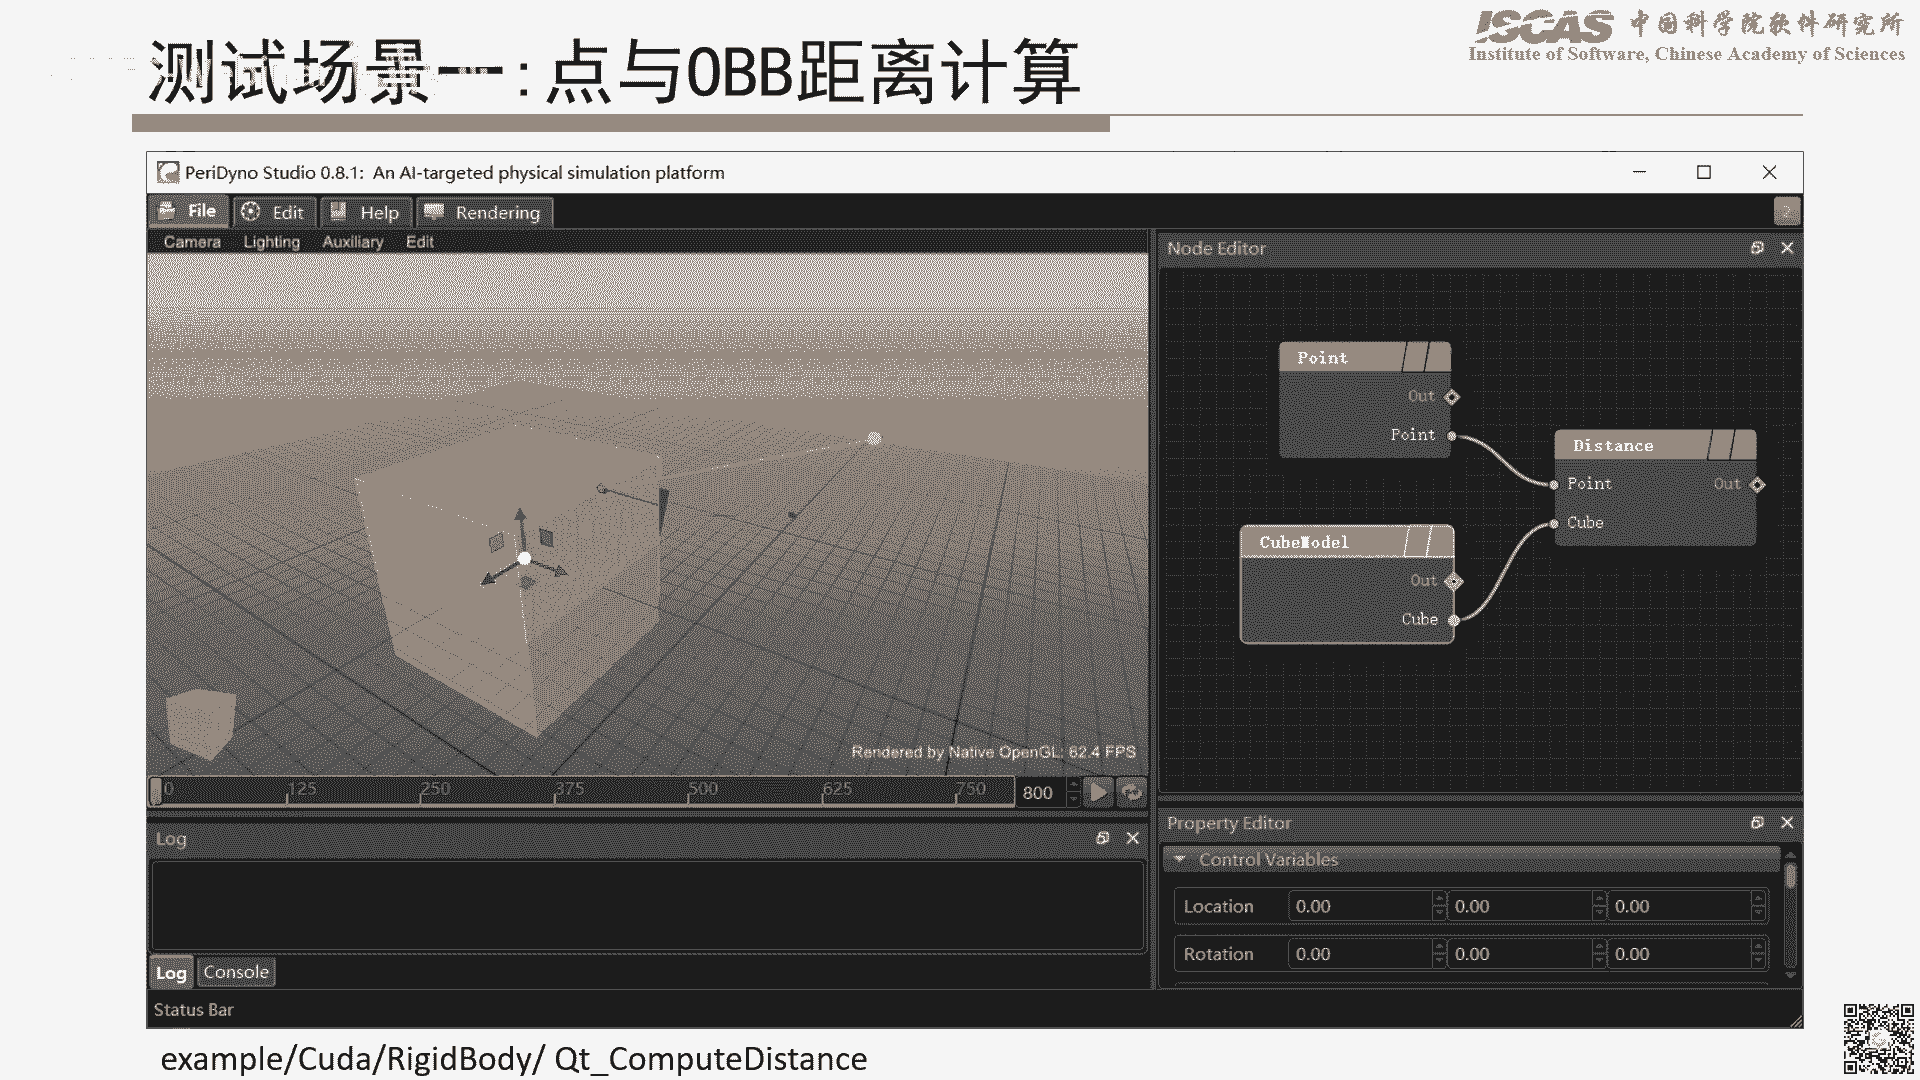 ISCAS 中国科学院软件研究所
Institute of Software, Chinese Academy of Sciences
测试场景一:点与OBB距离计算
PeriDyno Studio 0.8.1: An AI-targeted physical simulation platform
File Edit Help Rendering
2
Camera Lighting Auxiliary Edit
Node Editor
Point
Out
Point
Distance
Point Out
Cube
CubeModel
Out
Cube
Rendered by Native OpenGL: 62.4 FPS
0 125 250 375 500 625 750 800
Log
Log Console
Status Bar
Property Editor
Control Variables
Location 0.00 0.00 0.00
Rotation 0.00 0.00 0.00
example/Cuda/RigidBody/ Qt_ComputeDistance